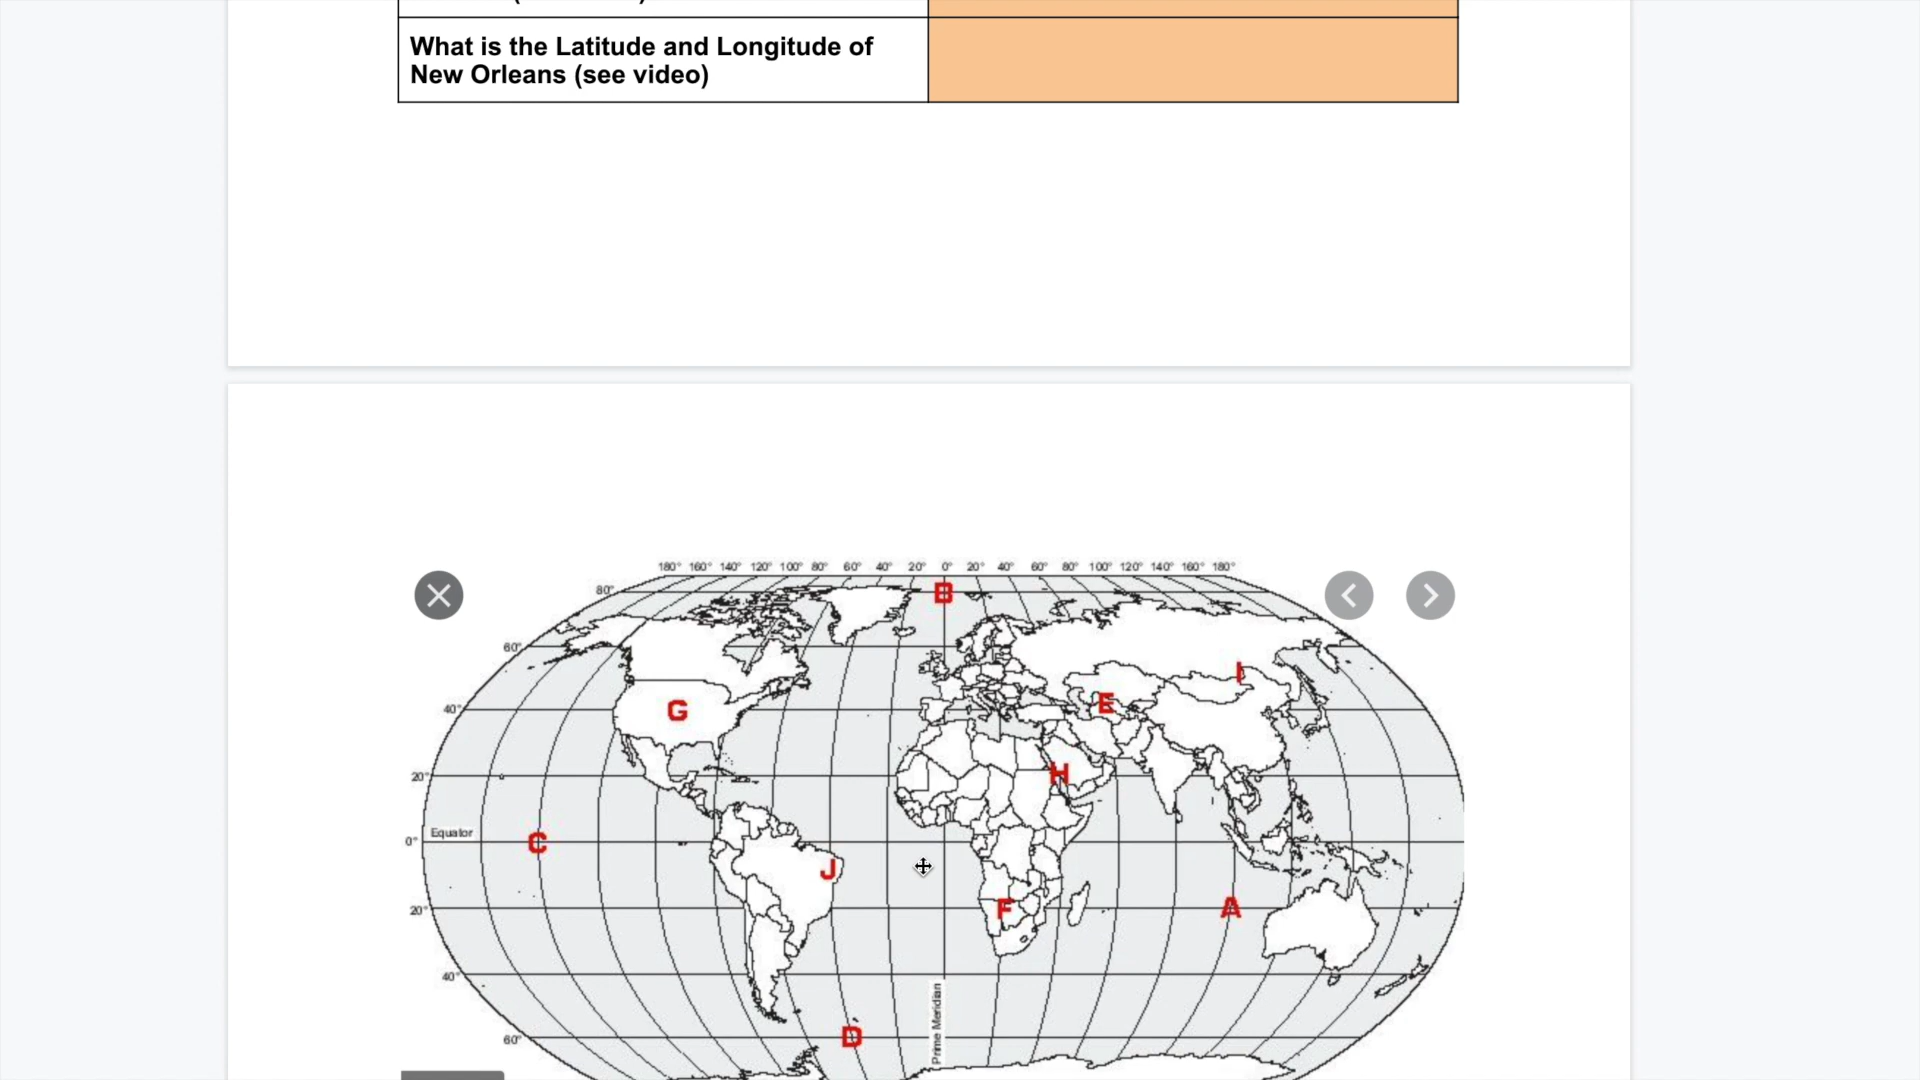 What is the Latitude and Longitude of
New Orleans (see video)
180° 160° 140° 120° 100° 80° 60° 40° 20° 0° 20° 40° 60° 80° 100° 120° 140° 160° 180°
80°
B
60°
I
E
40°
G
20°
H
Equator
0°
C
J
20°
F
A
40°
Prime Meridian
60°
D